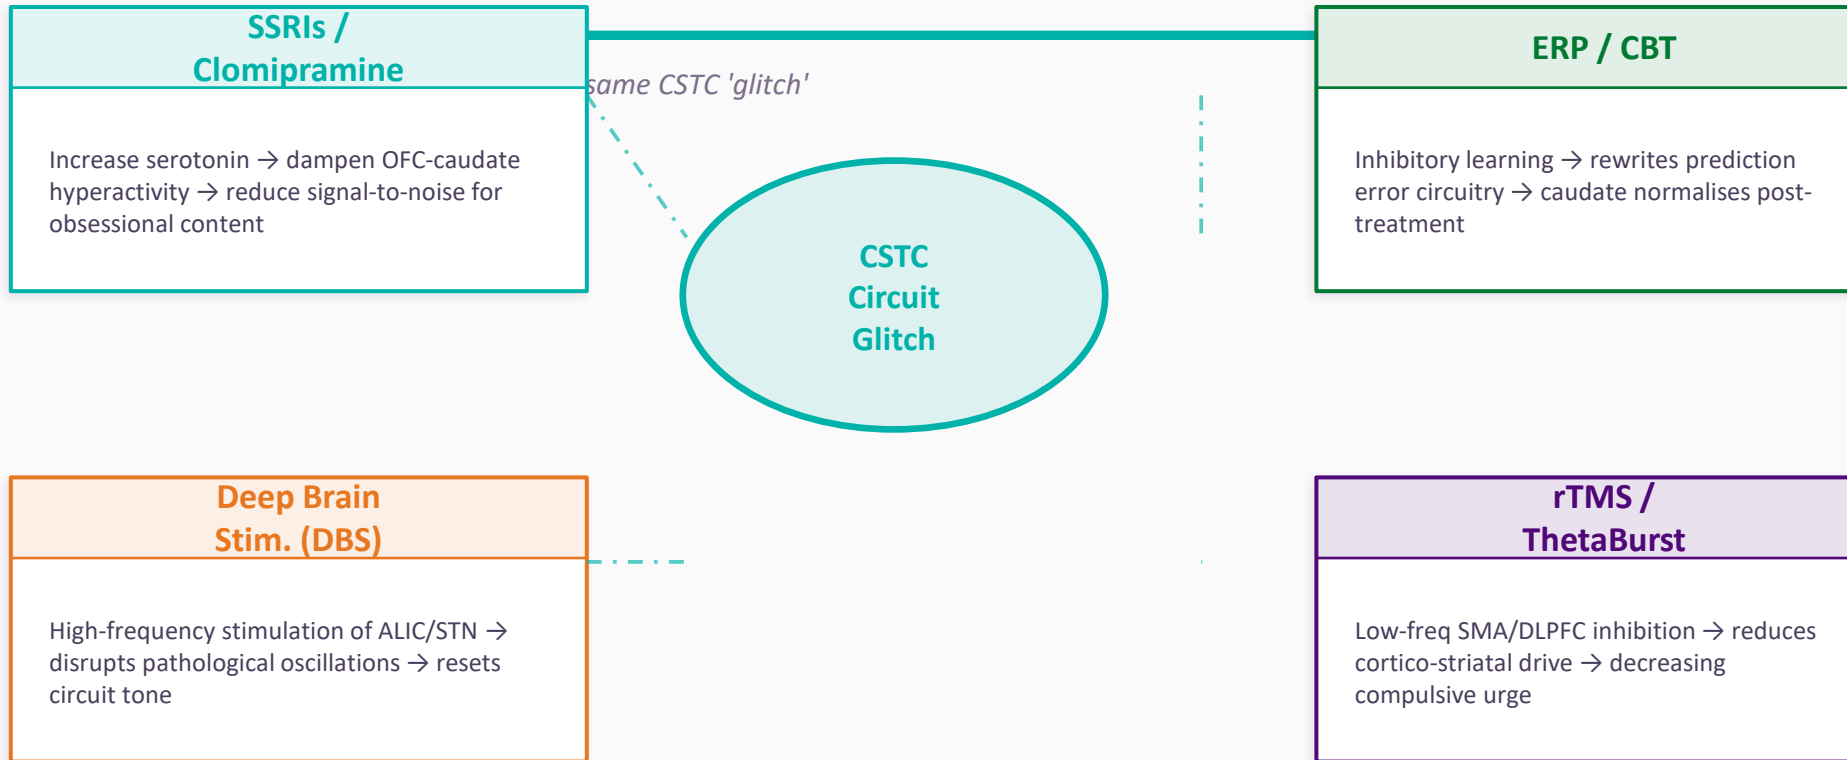 SSRIs /
Clomipramine
same CSTC 'glitch'
Increase serotonin → dampen OFC-caudate
hyperactivity → reduce signal-to-noise for
obsessional content
ERP / CBT
Inhibitory learning → rewrites prediction
error circuitry → caudate normalises post-
treatment
CSTC
Circuit
Glitch
Deep Brain
Stim. (DBS)
High-frequency stimulation of ALIC/STN →
disrupts pathological oscillations → resets
circuit tone
rTMS /
ThetaBurst
Low-freq SMA/DLPFC inhibition → reduces
cortico-striatal drive → decreasing
compulsive urge